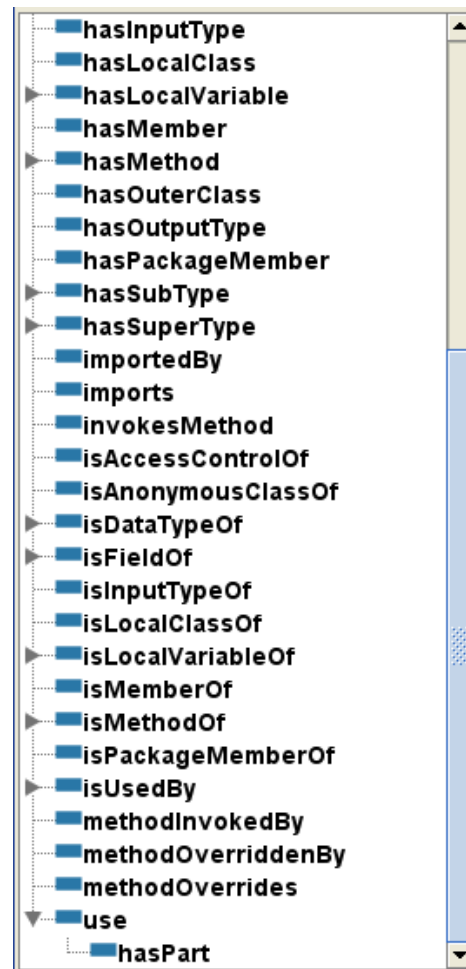 hasInputType
hasLocalClass
hasLocalVariable
hasMember
hasMethod
hasOuterClass
hasOutputType
hasPackageMember
hasSubType
hasSuperType
importedBy
imports
invokesMethod
isAccessControlOf
isAnonymousClassOf
isDataTypeOf
isFieldOf
isInputTypeOf
isLocalClassOf
isLocalVariableOf
isMemberOf
isMethodOf
isPackageMemberOf
isUsedBy
methodInvokedBy
methodOverriddenBy
methodOverrides
use
hasPart